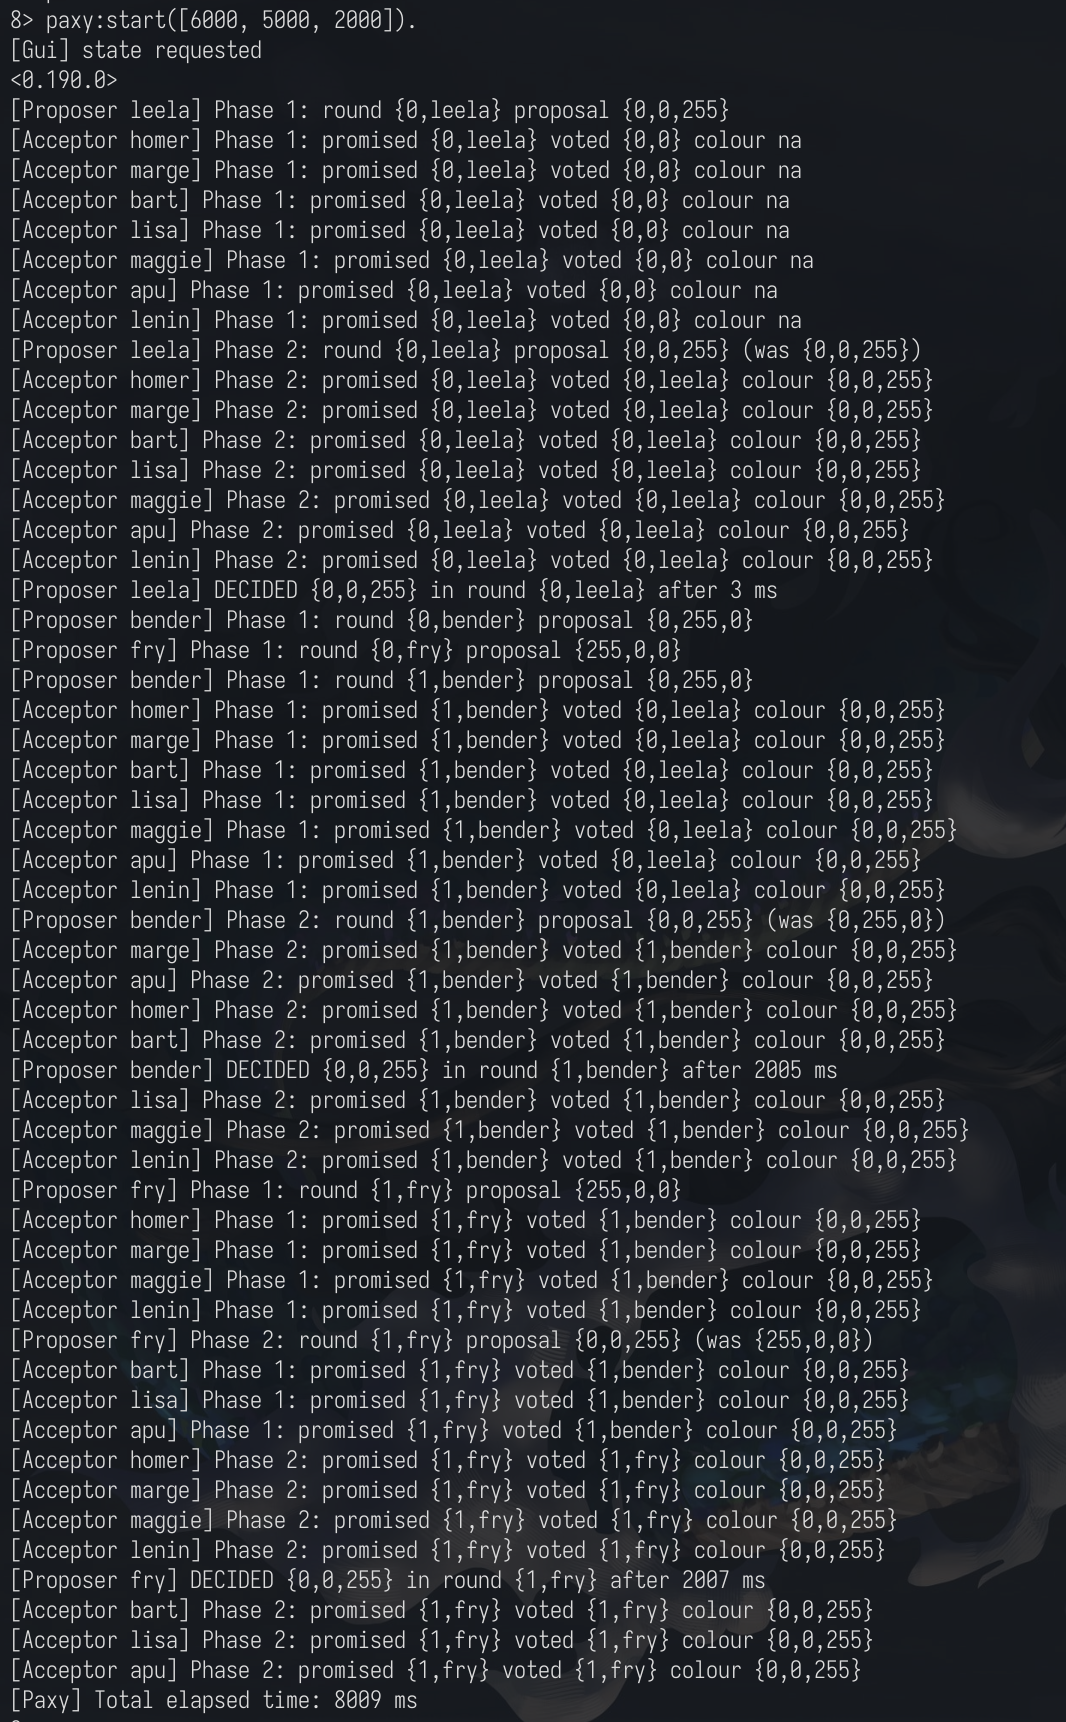 8> paxy:start([6000, 5000, 2000]).
[Gui] state requested
<0.190.0>
[Proposer leela] Phase 1: round {0,leela} proposal {0,0,255}
[Acceptor homer] Phase 1: promised {0,leela} voted {0,0} colour na
[Acceptor marge] Phase 1: promised {0,leela} voted {0,0} colour na
[Acceptor bart] Phase 1: promised {0,leela} voted {0,0} colour na
[Acceptor lisa] Phase 1: promised {0,leela} voted {0,0} colour na
[Acceptor maggie] Phase 1: promised {0,leela} voted {0,0} colour na
[Acceptor apu] Phase 1: promised {0,leela} voted {0,0} colour na
[Acceptor lenin] Phase 1: promised {0,leela} voted {0,0} colour na
[Proposer leela] Phase 2: round {0,leela} proposal {0,0,255} (was {0,0,255})
[Acceptor homer] Phase 2: promised {0,leela} voted {0,leela} colour {0,0,255}
[Acceptor marge] Phase 2: promised {0,leela} voted {0,leela} colour {0,0,255}
[Acceptor bart] Phase 2: promised {0,leela} voted {0,leela} colour {0,0,255}
[Acceptor lisa] Phase 2: promised {0,leela} voted {0,leela} colour {0,0,255}
[Acceptor maggie] Phase 2: promised {0,leela} voted {0,leela} colour {0,0,255}
[Acceptor apu] Phase 2: promised {0,leela} voted {0,leela} colour {0,0,255}
[Acceptor lenin] Phase 2: promised {0,leela} voted {0,leela} colour {0,0,255}
[Proposer leela] DECIDED {0,0,255} in round {0,leela} after 3 ms
[Proposer bender] Phase 1: round {0,bender} proposal {0,255,0}
[Proposer fry] Phase 1: round {0,fry} proposal {255,0,0}
[Proposer bender] Phase 1: round {1,bender} proposal {0,255,0}
[Acceptor homer] Phase 1: promised {1,bender} voted {0,leela} colour {0,0,255}
[Acceptor marge] Phase 1: promised {1,bender} voted {0,leela} colour {0,0,255}
[Acceptor bart] Phase 1: promised {1,bender} voted {0,leela} colour {0,0,255}
[Acceptor lisa] Phase 1: promised {1,bender} voted {0,leela} colour {0,0,255}
[Acceptor maggie] Phase 1: promised {1,bender} voted {0,leela} colour {0,0,255}
[Acceptor apu] Phase 1: promised {1,bender} voted {0,leela} colour {0,0,255}
[Acceptor lenin] Phase 1: promised {1,bender} voted {0,leela} colour {0,0,255}
[Proposer bender] Phase 2: round {1,bender} proposal {0,0,255} (was {0,255,0})
[Acceptor marge] Phase 2: promised {1,bender} voted {1,bender} colour {0,0,255}
[Acceptor apu] Phase 2: promised {1,bender} voted {1,bender} colour {0,0,255}
[Acceptor homer] Phase 2: promised {1,bender} voted {1,bender} colour {0,0,255}
[Acceptor bart] Phase 2: promised {1,bender} voted {1,bender} colour {0,0,255}
[Proposer bender] DECIDED {0,0,255} in round {1,bender} after 2005 ms
[Acceptor lisa] Phase 2: promised {1,bender} voted {1,bender} colour {0,0,255}
[Acceptor maggie] Phase 2: promised {1,bender} voted {1,bender} colour {0,0,255}
[Acceptor lenin] Phase 2: promised {1,bender} voted {1,bender} colour {0,0,255}
[Proposer fry] Phase 1: round {1,fry} proposal {255,0,0}
[Acceptor homer] Phase 1: promised {1,fry} voted {1,bender} colour {0,0,255}
[Acceptor marge] Phase 1: promised {1,fry} voted {1,bender} colour {0,0,255}
[Acceptor maggie] Phase 1: promised {1,fry} voted {1,bender} colour {0,0,255}
[Acceptor lenin] Phase 1: promised {1,fry} voted {1,bender} colour {0,0,255}
[Proposer fry] Phase 2: round {1,fry} proposal {0,0,255} (was {255,0,0})
[Acceptor bart] Phase 1: promised {1,fry} voted {1,bender} colour {0,0,255}
[Acceptor lisa] Phase 1: promised {1,fry} voted {1,bender} colour {0,0,255}
[Acceptor apu] Phase 1: promised {1,fry} voted {1,bender} colour {0,0,255}
[Acceptor homer] Phase 2: promised {1,fry} voted {1,fry} colour {0,0,255}
[Acceptor marge] Phase 2: promised {1,fry} voted {1,fry} colour {0,0,255}
[Acceptor maggie] Phase 2: promised {1,fry} voted {1,fry} colour {0,0,255}
[Acceptor lenin] Phase 2: promised {1,fry} voted {1,fry} colour {0,0,255}
[Proposer fry] DECIDED {0,0,255} in round {1,fry} after 2007 ms
[Acceptor bart] Phase 2: promised {1,fry} voted {1,fry} colour {0,0,255}
[Acceptor lisa] Phase 2: promised {1,fry} voted {1,fry} colour {0,0,255}
[Acceptor apu] Phase 2: promised {1,fry} voted {1,fry} colour {0,0,255}
[Paxy] Total elapsed time: 8009 ms